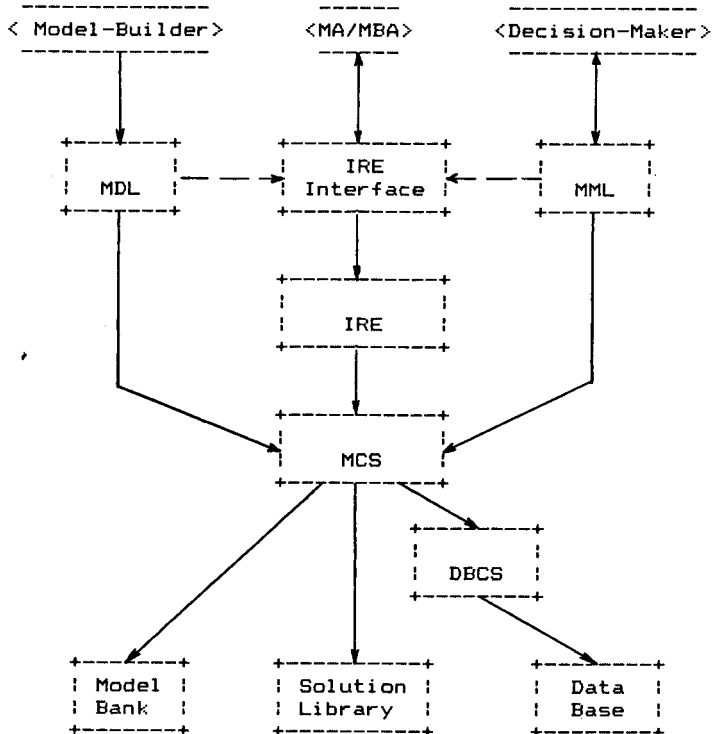 < Model-Builder>
<MA/MBA>
<Decision-Maker>
MDL
IRE
Interface
MML
IRE
MCS
DBCS
Model
Bank
Solution
Library
Data
Base